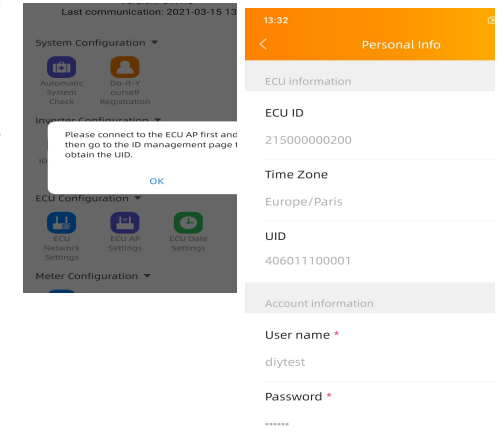 Last communication: 2021-03-15 13
System Configuration
Automatic
System
Check
Do-It-Y
ourself
Registration
Inverter Configuration
Please connect to the ECU AP first and
then go to the ID management page
obtain the UID.
OK
ECU Configuration
ECU
Network
Settings
ECU AP
Settings
ECU Date
Settings
Meter Configuration
13:32
Personal Info
ECU information
ECU ID
215000000200
Time Zone
Europe/Paris
UID
406011100001
Account information
User name *
diytest
Password *
••••••